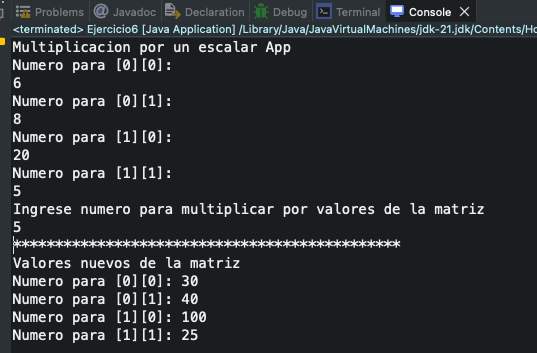 Problems Javadoc Declaration Debug Terminal Console
<terminated> Ejercicio6 [Java Application] /Library/Java/JavaVirtualMachines/jdk-21.jdk/Contents/Ho
Multiplicacion por un escalar App
Numero para [0][0]:
6
Numero para [0][1]:
8
Numero para [1][0]:
20
Numero para [1][1]:
5
Ingrese numero para multiplicar por valores de la matriz
5
**********************************************
Valores nuevos de la matriz
Numero para [0][0]: 30
Numero para [0][1]: 40
Numero para [1][0]: 100
Numero para [1][1]: 25